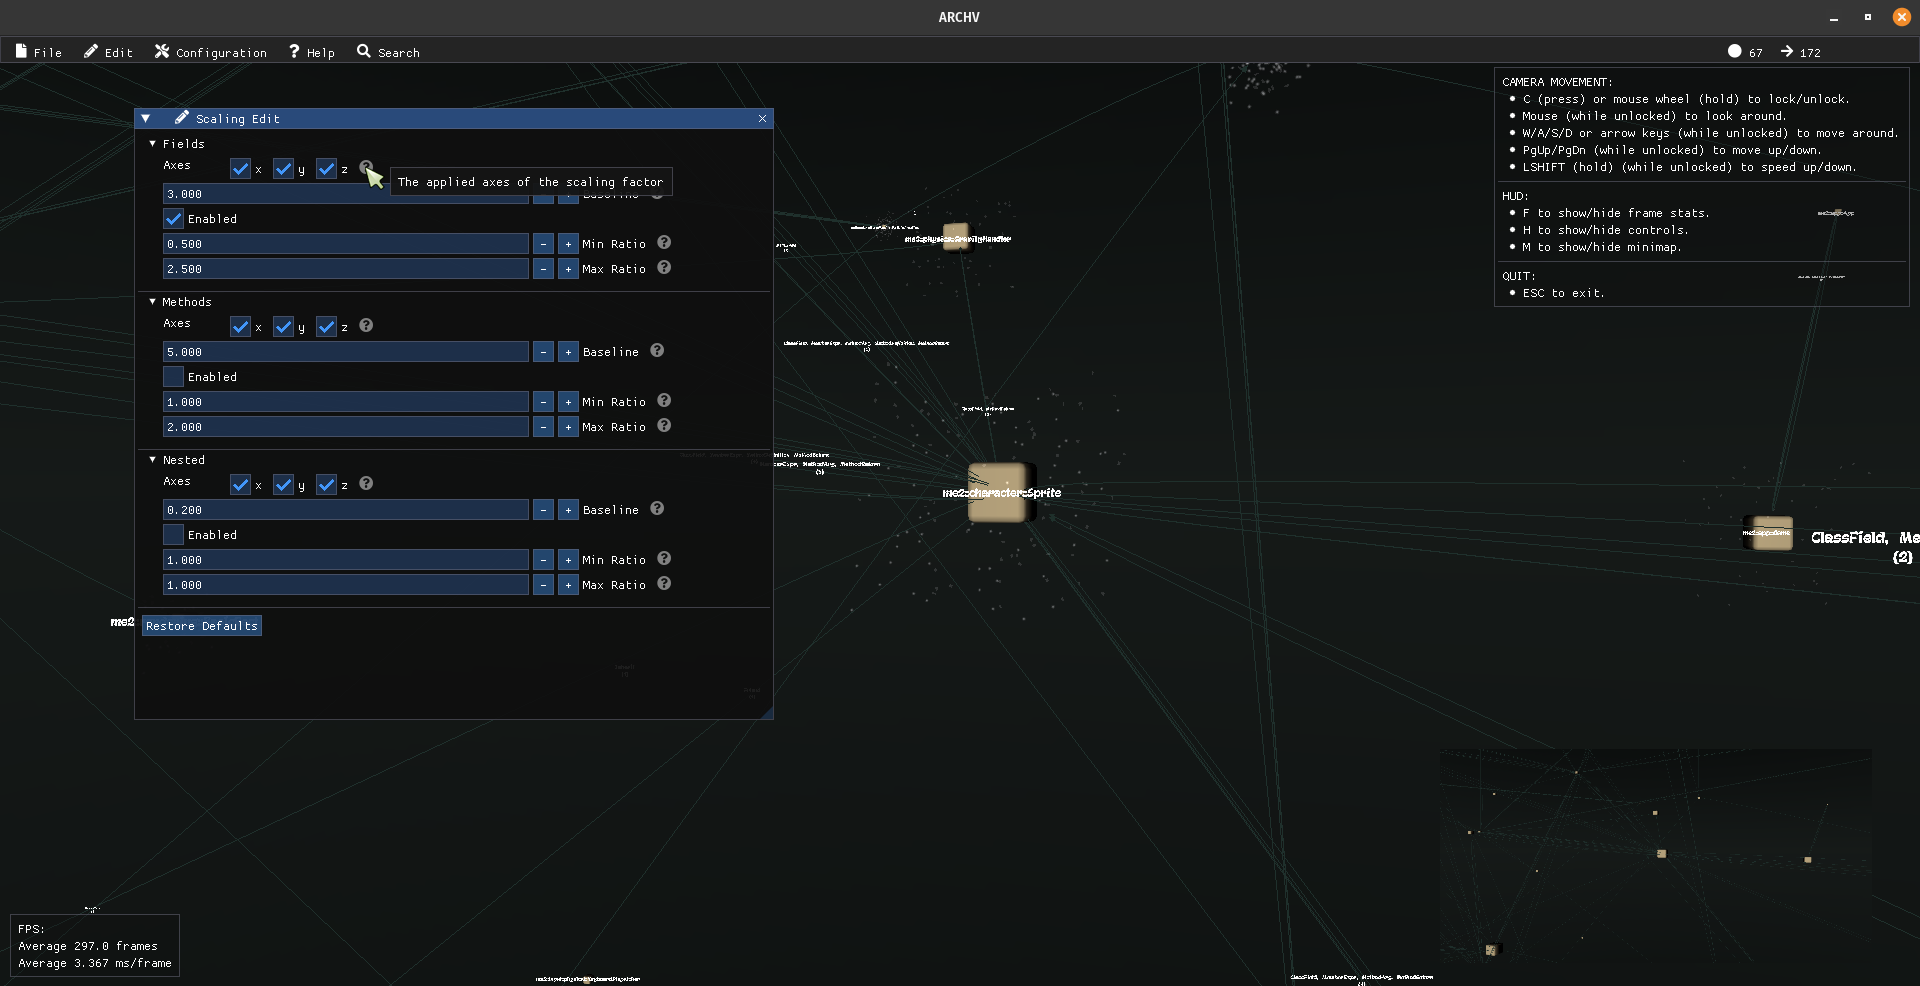 ARCHV
File Edit Configuration Help Search 67 172
CAMERA MOVEMENT:
C (press) or mouse wheel (hold) to lock/unlock.
Mouse (while unlocked) to look around.
W/A/S/D or arrow keys (while unlocked) to move around.
PgUp/PgDn (while unlocked) to move up/down.
LSHIFT (hold) (while unlocked) to speed up/down.
HUD:
F to show/hide frame stats.
H to show/hide controls.
M to show/hide minimap.
QUIT:
ESC to exit.
Scaling Edit
Fields
Axes x y z
The applied axes of the scaling factor
3.000 - + Baseline
Enabled
0.500 - + Min Ratio
2.500 - + Max Ratio
Methods
Axes x y z
5.000 - + Baseline
Enabled
1.000 - + Min Ratio
2.000 - + Max Ratio
Nested
Axes x y z
0.200 - + Baseline
Enabled
1.000 - + Min Ratio
1.000 - + Max Ratio
Restore Defaults
me2::physics::GravityHandler
me2::character::Sprite
me2::app::Game
ClassField, Me
(2)
me2
FPS:
Average 297.0 frames
Average 3.367 ms/frame